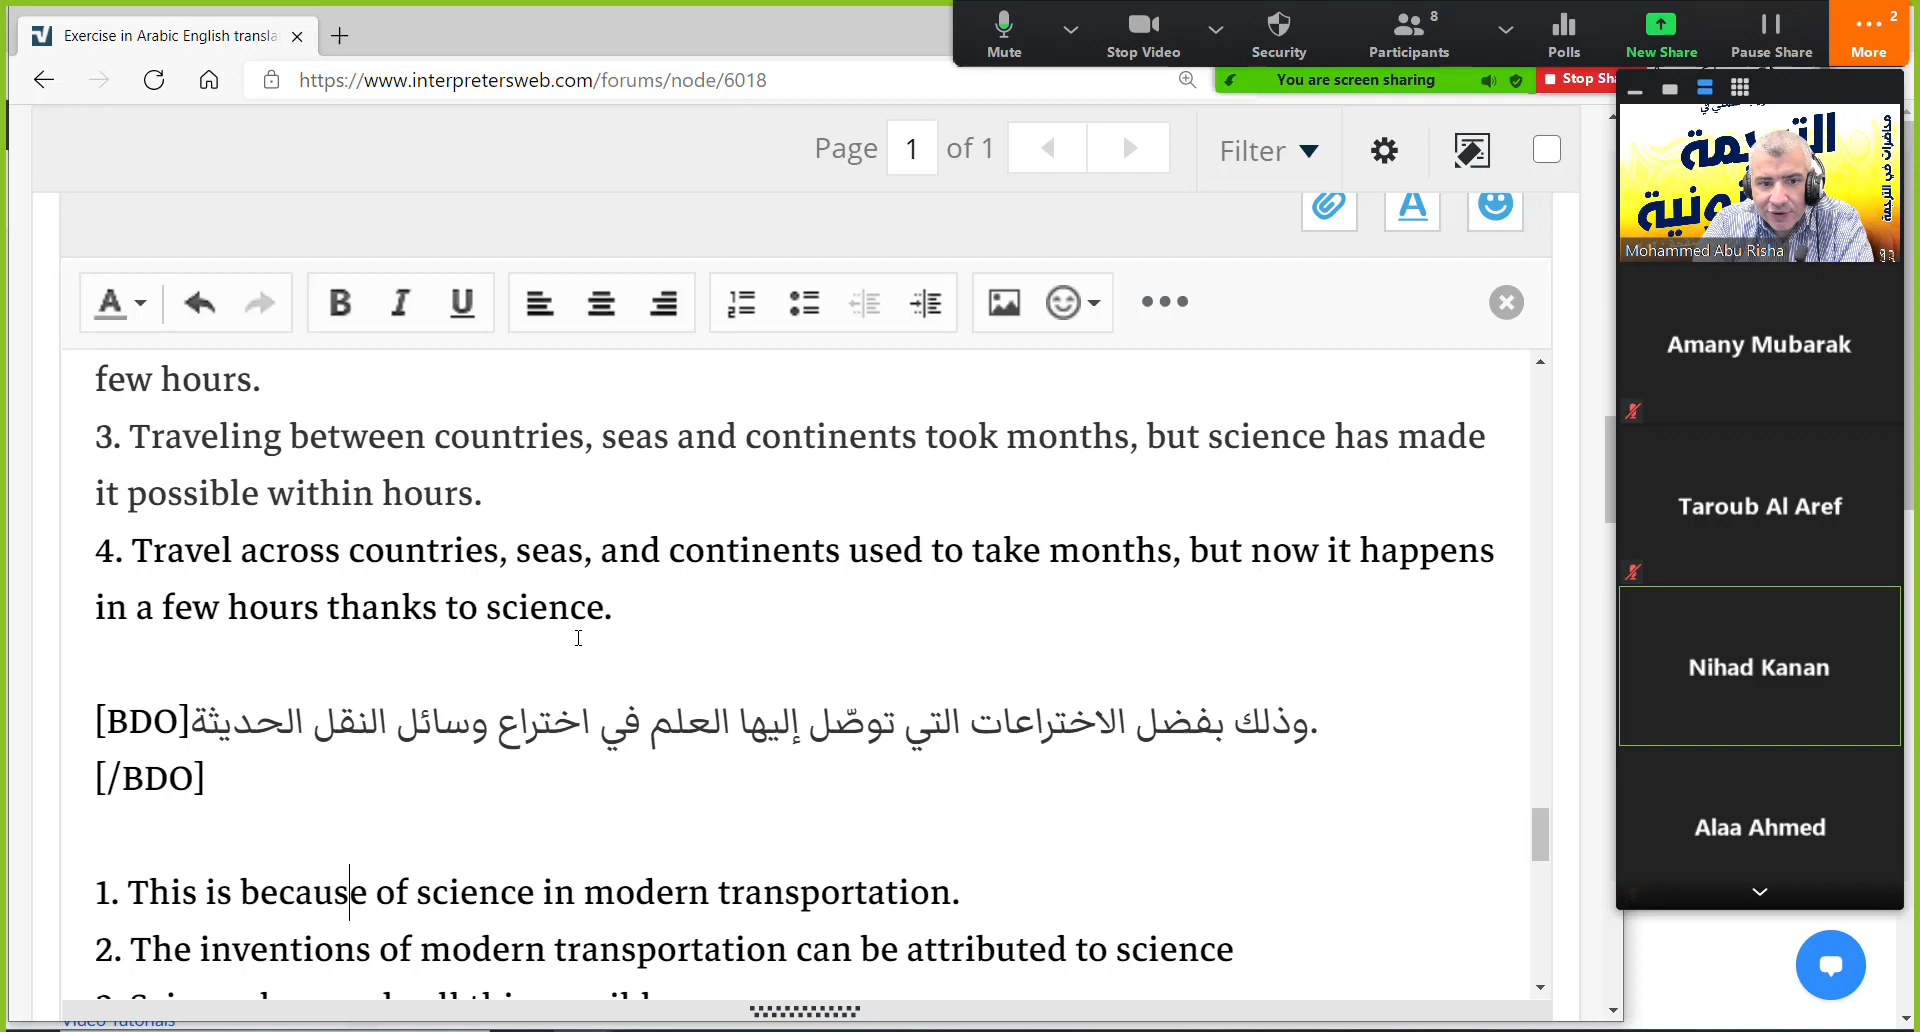 Exercise in Arabic English transla
https://www.interpretersweb.com/forums/node/6018
Mute
Stop Video
Security
Participants
8
Polls
New Share
Pause Share
More
2
You are screen sharing
Stop Sha
Page 1 of 1
Filter
few hours.
3. Traveling between countries, seas and continents took months, but science has made
it possible within hours.
4. Travel across countries, seas, and continents used to take months, but now it happens
in a few hours thanks to science.
[BDO]وذلك بفضل الاختراعات التي توصّل إليها العلم في اختراع وسائل النقل الحديثة.
[/BDO]
1. This is because of science in modern transportation.
2. The inventions of modern transportation can be attributed to science
Video Tutorials
محاضرات في الترجمة
Mohammed Abu Risha
Amany Mubarak
Taroub Al Aref
Nihad Kanan
Alaa Ahmed